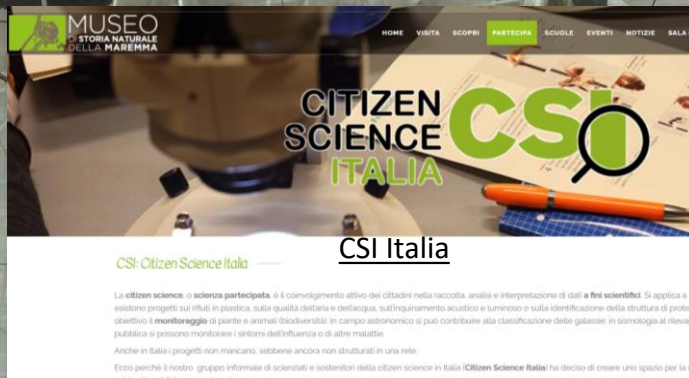 MUSEO
DI STORIA NATURALE
DELLA MAREMMA
HOME VISITA SCOPRI PARTECIPA SCUOLE EVENTI NOTIZIE SALA
CITIZEN
SCIENCE
ITALIA
CSI
CSI Italia
CSI: Citizen Science Italia
La citizen science, o scienza partecipata, è il coinvolgimento attivo dei cittadini nella raccolta, analisi e interpretazione di dati a fini scientifici. Si applica a
esistono progetti sui rifiuti in plastica, sulla qualità dell'aria e dell'acqua, sull'inquinamento acustico e luminoso o sulla identificazione della struttura di prote
obiettivo il monitoraggio di piante e animali (biodiversità). In campo astronomico si può contribuire alla classificazione delle galassie; in sismologia al rileva
pubblica si possono monitorare i sintomi dell'influenza o di altre malattie.
Anche in Italia i progetti non mancano, sebbene ancora non strutturati in una rete.
Ecco perché il nostro gruppo informale di scienziati e sostenitori della citizen science in Italia (Citizen Science Italia) ha deciso di creare uno spazio per la